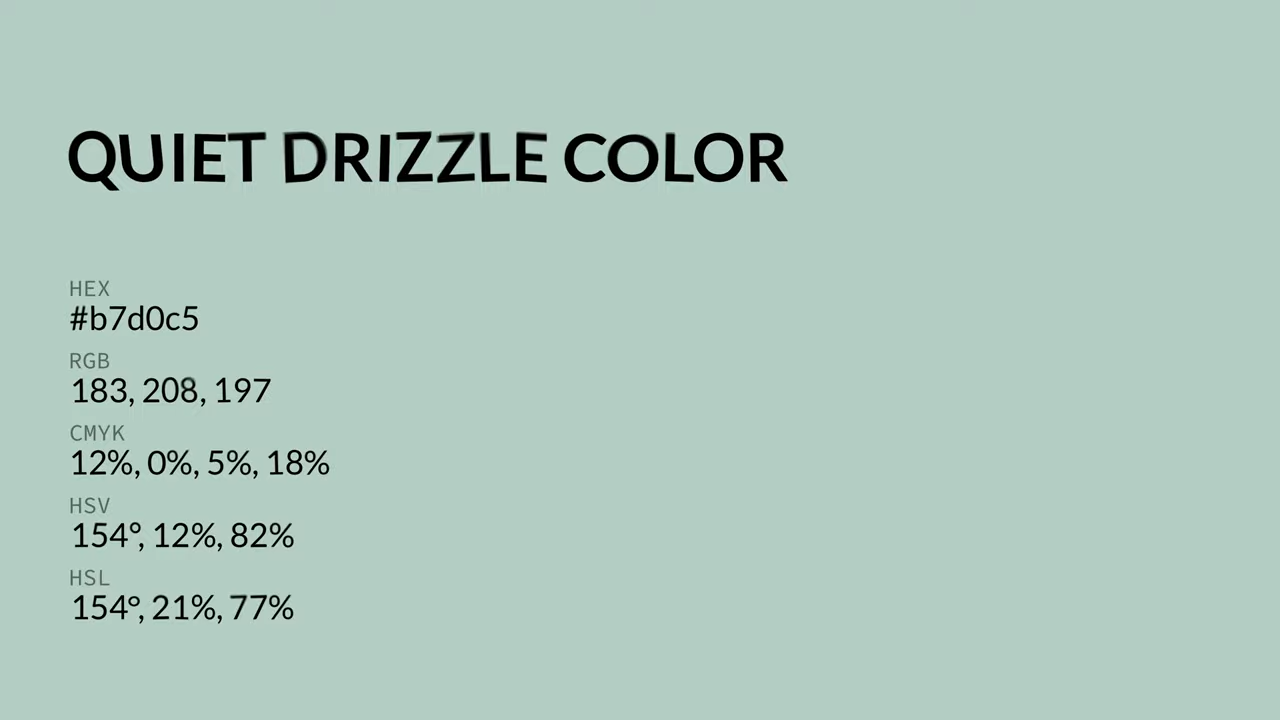 QUIET DRIZZLE COLOR
HEX
#b7d0c5
RGB
183, 208, 197
CMYK
12%, 0%, 5%, 18%
HSV
154°, 12%, 82%
HSL
154°, 21%, 77%